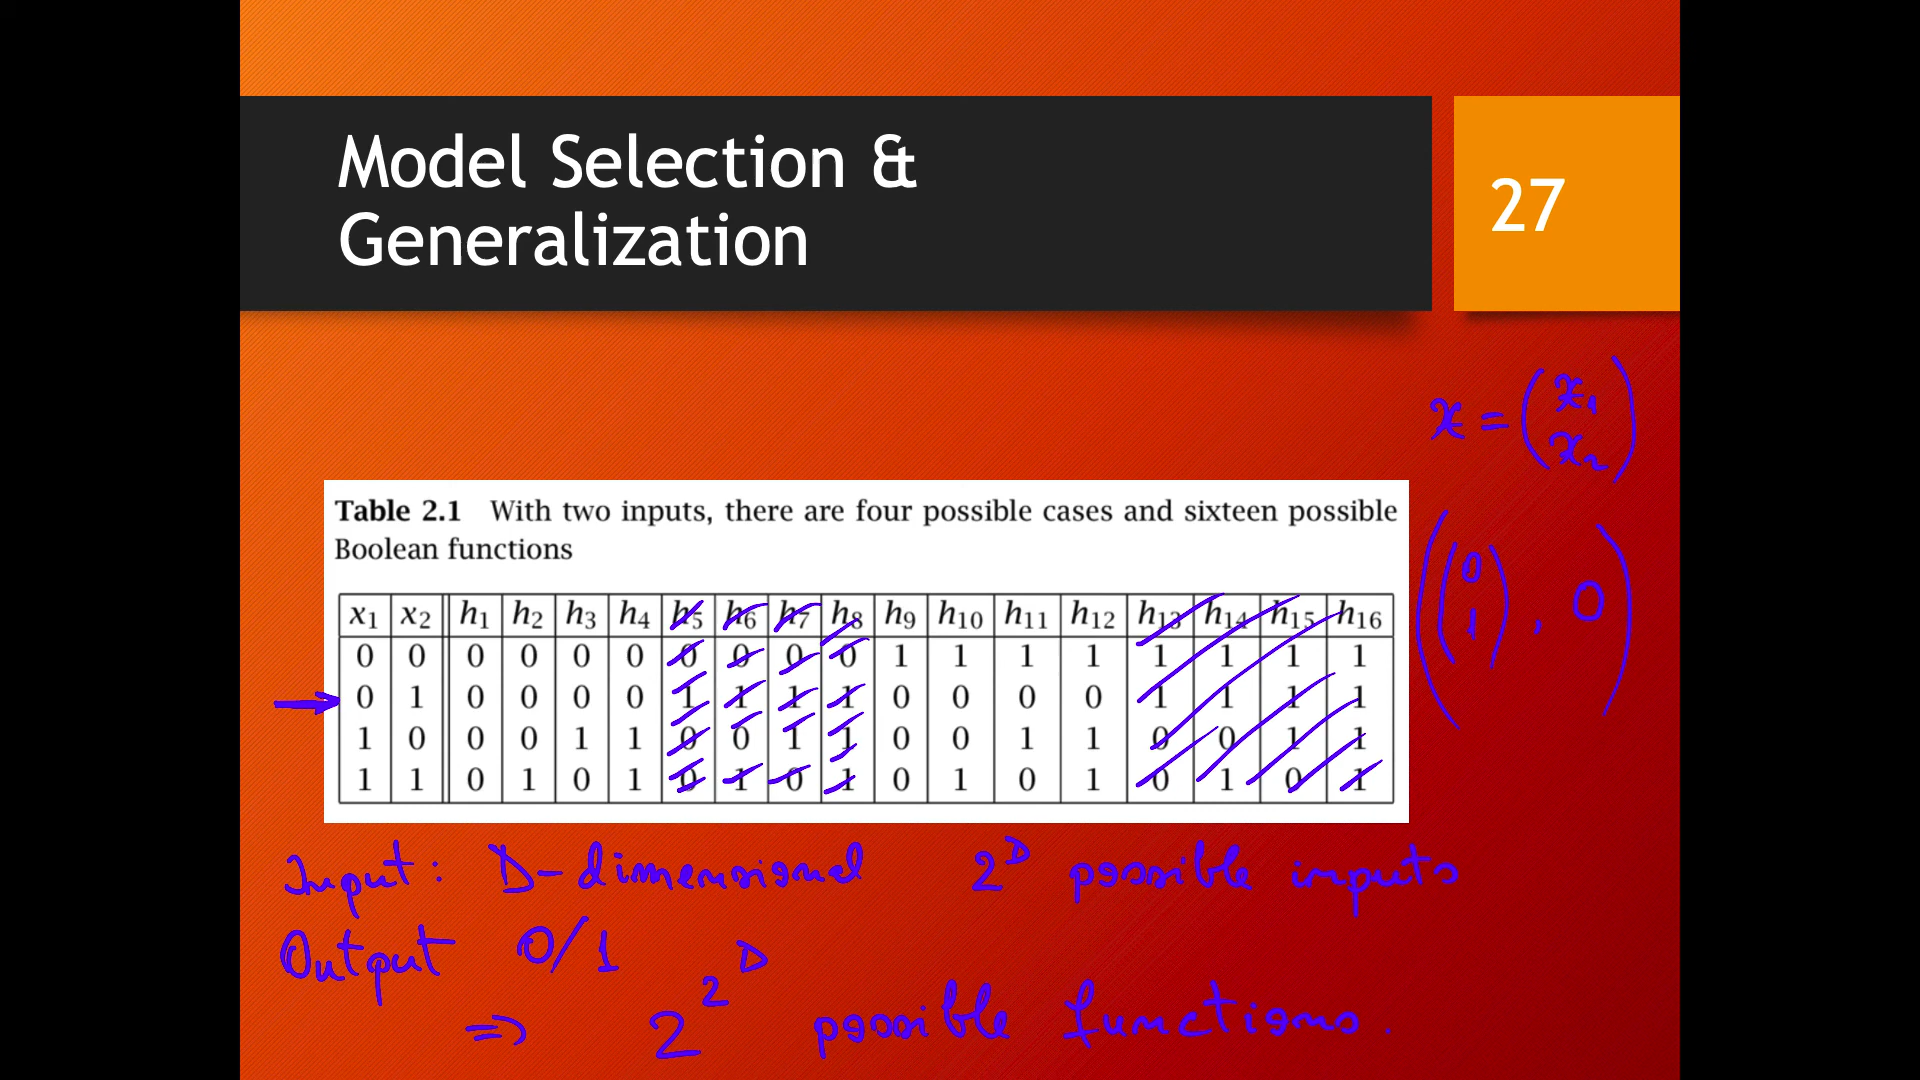 Model Selection &
Generalization
27
x = (x₁
x₂)
Table 2.1 With two inputs, there are four possible cases and sixteen possible
Boolean functions
x₁ x₂ h₁ h₂ h₃ h₄ h₅ h₆ h₇ h₈ h₉ h₁₀ h₁₁ h₁₂ h₁₃ h₁₄ h₁₅ h₁₆
0 0 0 0 0 0 0 0 0 0 1 1 1 1 1 1 1 1
0 1 0 0 0 0 1 1 1 1 0 0 0 0 1 1 1 1
1 0 0 0 1 1 0 0 1 1 0 0 1 1 0 0 1 1
1 1 0 1 0 1 0 1 0 1 0 1 0 1 0 1 0 1
((0
1), 0)
Input: D-dimensional 2^D possible inputs
Output 0/1
⇒ 2^2^D possible functions.